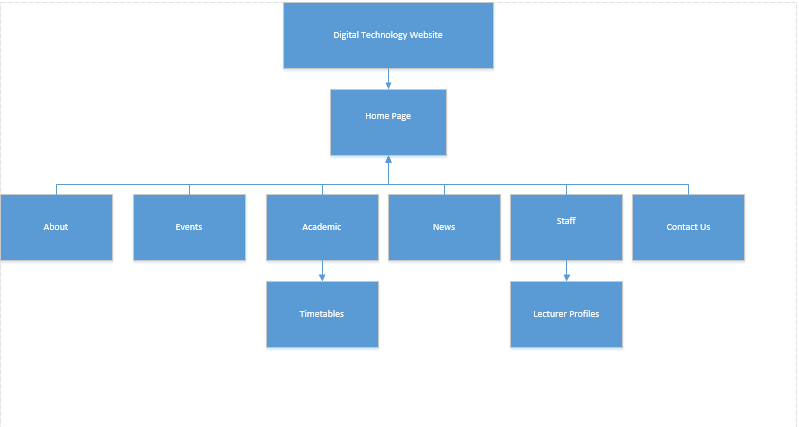 Digital Technology Website
Home Page
About
Events
Academic
News
Staff
Contact Us
Timetables
Lecturer Profiles